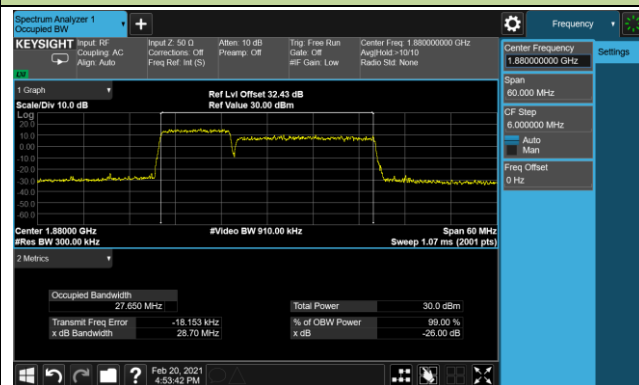 Spectrum Analyzer 1
Occupied BW
Frequency
KEYSIGHT
Input: RF
Coupling: AC
Align: Auto
Input Z: 50 Ω
Corrections: Off
Freq Ref: Int (S)
Atten: 10 dB
Preamp: Off
Trig: Free Run
Gate: Off
#IF Gain: Low
Center Freq: 1.880000000 GHz
Avg|Hold:>10/10
Radio Std: None
LXI
Center Frequency
1.880000000 GHz
Settings
Span
60.000 MHz
CF Step
6.000000 MHz
Auto
Man
Freq Offset
0 Hz
1 Graph
Scale/Div 10.0 dB
Ref Lvl Offset 32.43 dB
Ref Value 30.00 dBm
Log
20.0
10.0
0.00
-10.0
-20.0
-30.0
-40.0
-50.0
-60.0
Center 1.88000 GHz
#Res BW 300.00 kHz
#Video BW 910.00 kHz
Span 60 MHz
Sweep 1.07 ms (2001 pts)
2 Metrics
Occupied Bandwidth
27.650 MHz
Total Power 30.0 dBm
Transmit Freq Error -18.153 kHz
% of OBW Power 99.00 %
x dB Bandwidth 28.70 MHz
x dB -26.00 dB
?
Feb 20, 2021
4:53:42 PM